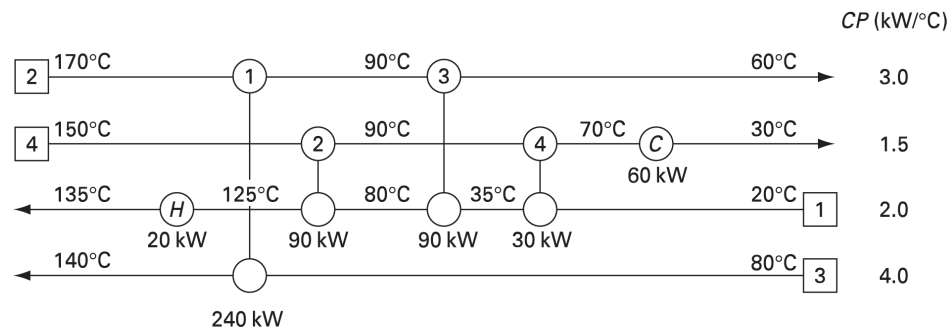 CP (kW/°C)
2 170°C 1 90°C 3 60°C 3.0
4 150°C 2 90°C 4 70°C C 30°C 1.5
60 kW
135°C H 125°C 80°C 35°C 20°C 1 2.0
20 kW 90 kW 90 kW 30 kW
140°C 80°C 3 4.0
240 kW